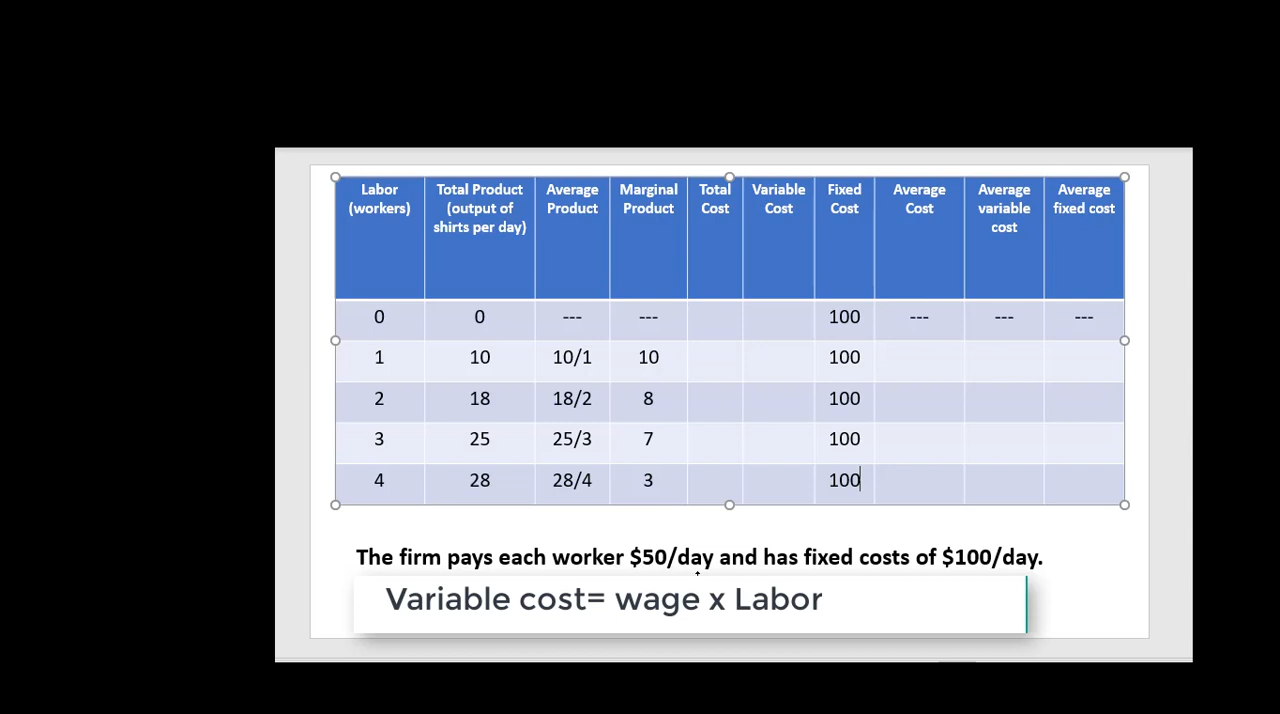 Labor Total Product Average Marginal Total Variable Fixed Average Average Average
(workers) (output of Product Product Cost Cost Cost Cost variable fixed cost
shirts per day) cost
0 0 --- --- 100 --- --- ---
1 10 10/1 10 100
2 18 18/2 8 100
3 25 25/3 7 100
4 28 28/4 3 100
The firm pays each worker $50/day and has fixed costs of $100/day.
Variable cost= wage x Labor